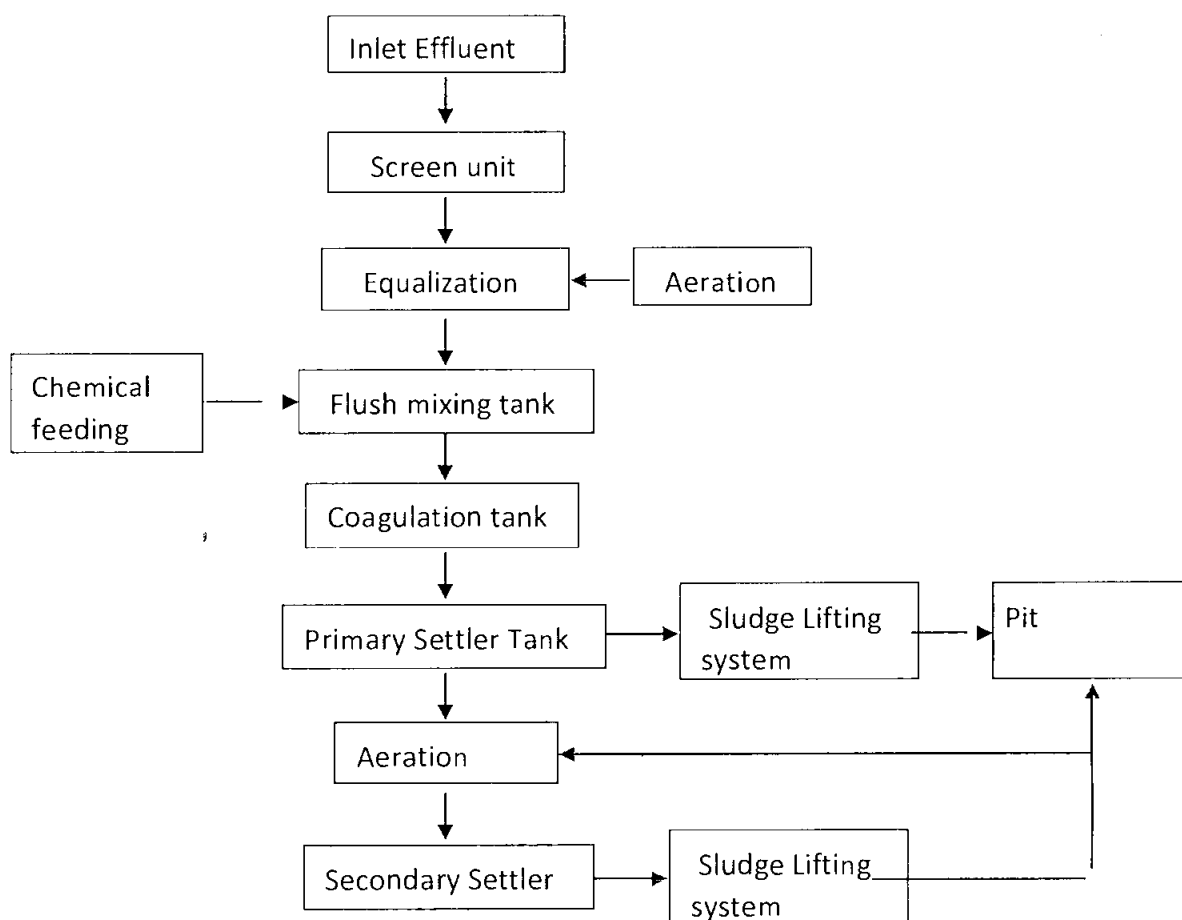 Inlet Effluent
Screen unit
Equalization
Aeration
Chemical
feeding
Flush mixing tank
Coagulation tank
Primary Settler Tank
Sludge Lifting
system
Pit
Aeration
Secondary Settler
Sludge Lifting
system